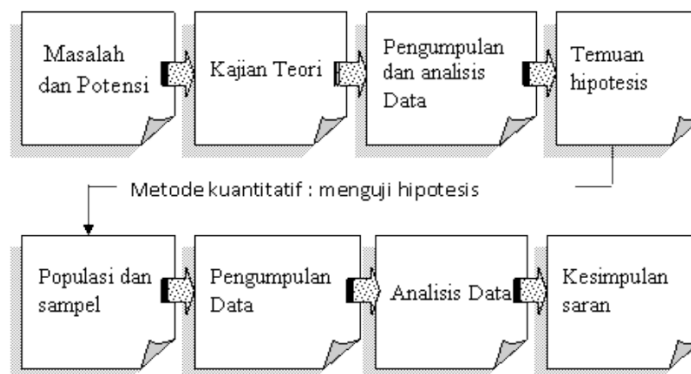 Masalah
dan Potensi
Kajian Teori
Pengumpulan
dan analisis
Data
Temuan
hipotesis
Metode kuantitatif : menguji hipotesis
Populasi dan
sampel
Pengumpulan
Data
Analisis Data
Kesimpulan
saran